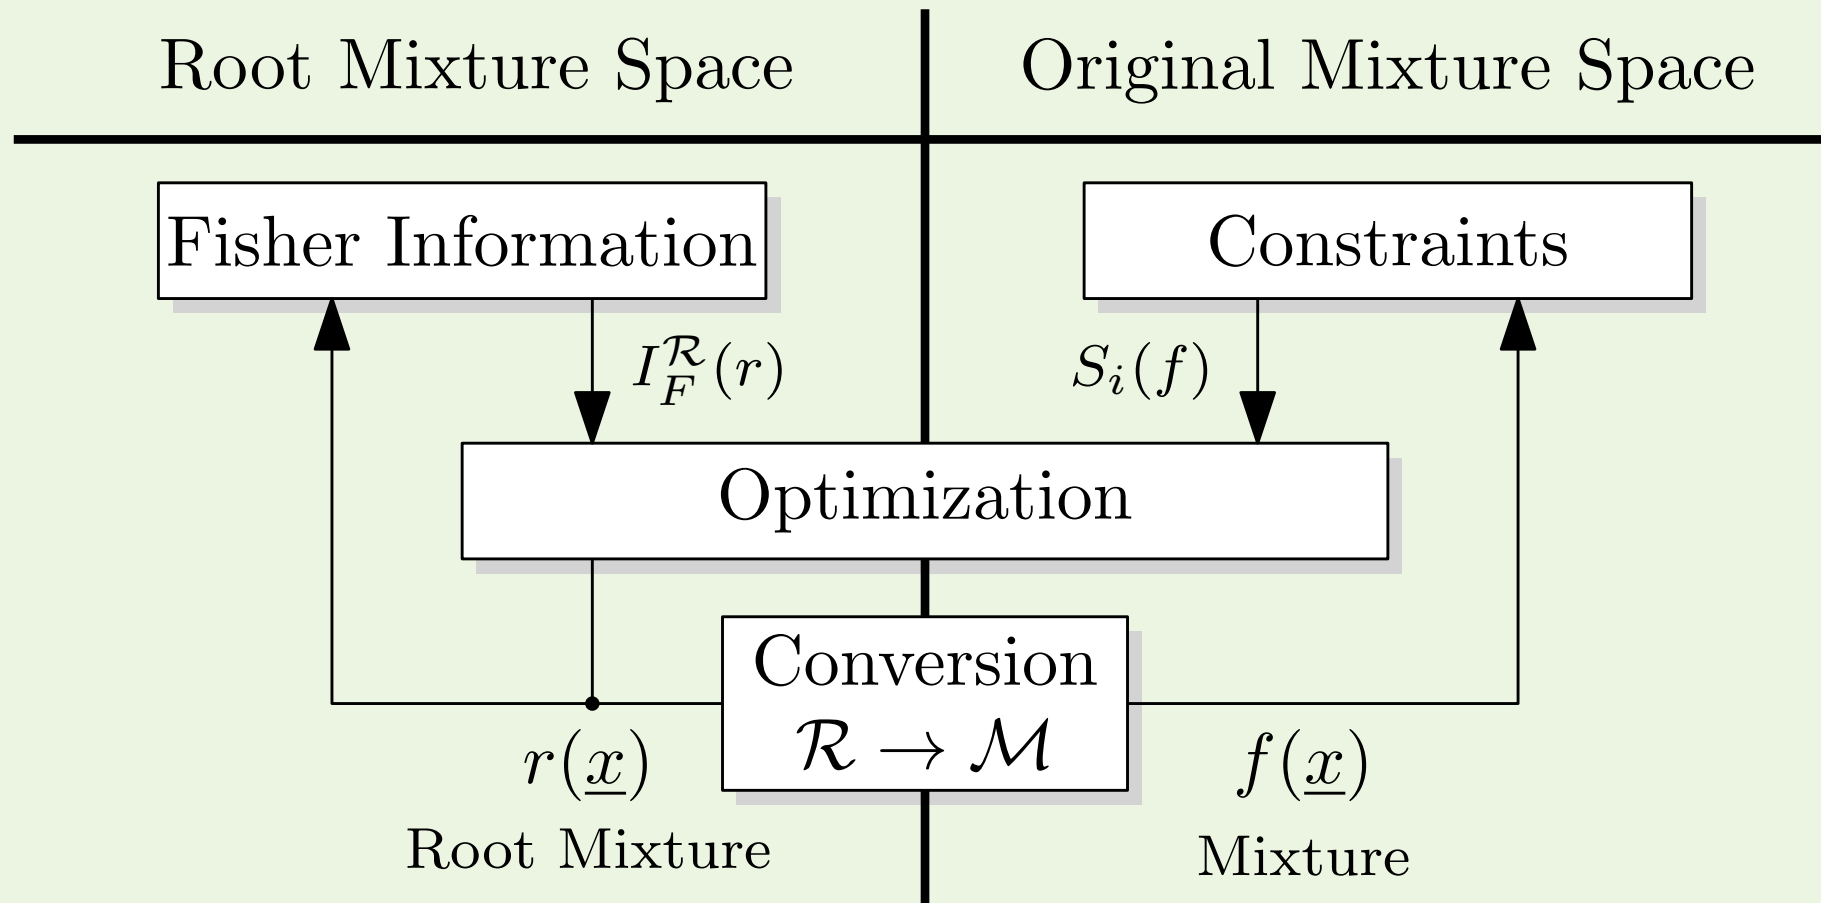 Root Mixture Space
Original Mixture Space
Fisher Information
Constraints
$I_F^{\mathcal{R}}(r)$
$S_i(f)$
Optimization
Conversion
$\mathcal{R} \rightarrow \mathcal{M}$
$r(\underline{x})$
Root Mixture
$f(\underline{x})$
Mixture